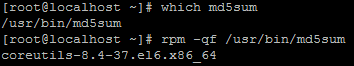 [root@localhost ~]# which md5sum
/usr/bin/md5sum
[root@localhost ~]# rpm -qf /usr/bin/md5sum
coreutils-8.4-37.el6.x86_64